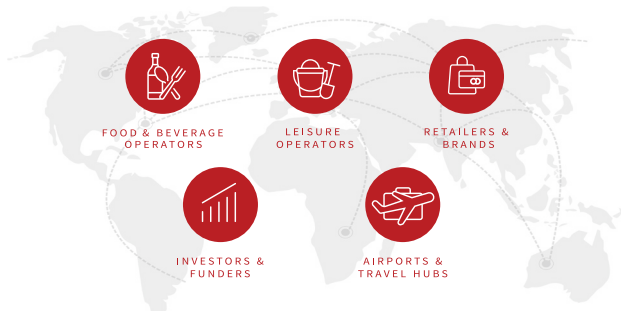 FOOD & BEVERAGE
OPERATORS
LEISURE
OPERATORS
RETAILERS &
BRANDS
INVESTORS &
FUNDERS
AIRPORTS &
TRAVEL HUBS